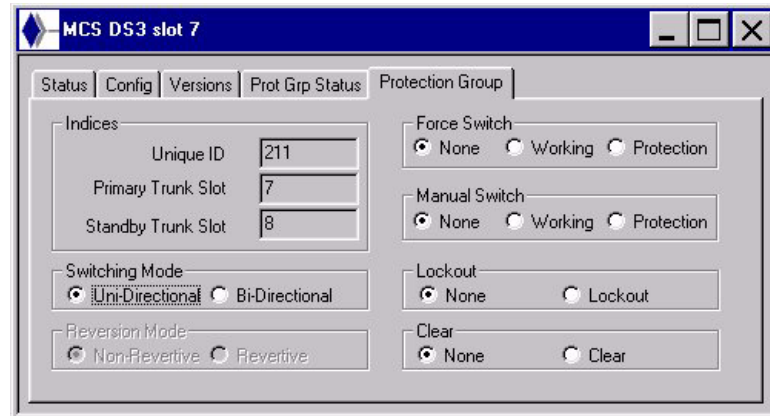 MCS DS3 slot 7
Status Config Versions Prot Grp Status Protection Group
Indices
Unique ID 211
Primary Trunk Slot 7
Standby Trunk Slot 8
Switching Mode
Uni-Directional Bi-Directional
Reversion Mode
Non-Revertive Revertive
Force Switch
None Working Protection
Manual Switch
None Working Protection
Lockout
None Lockout
Clear
None Clear